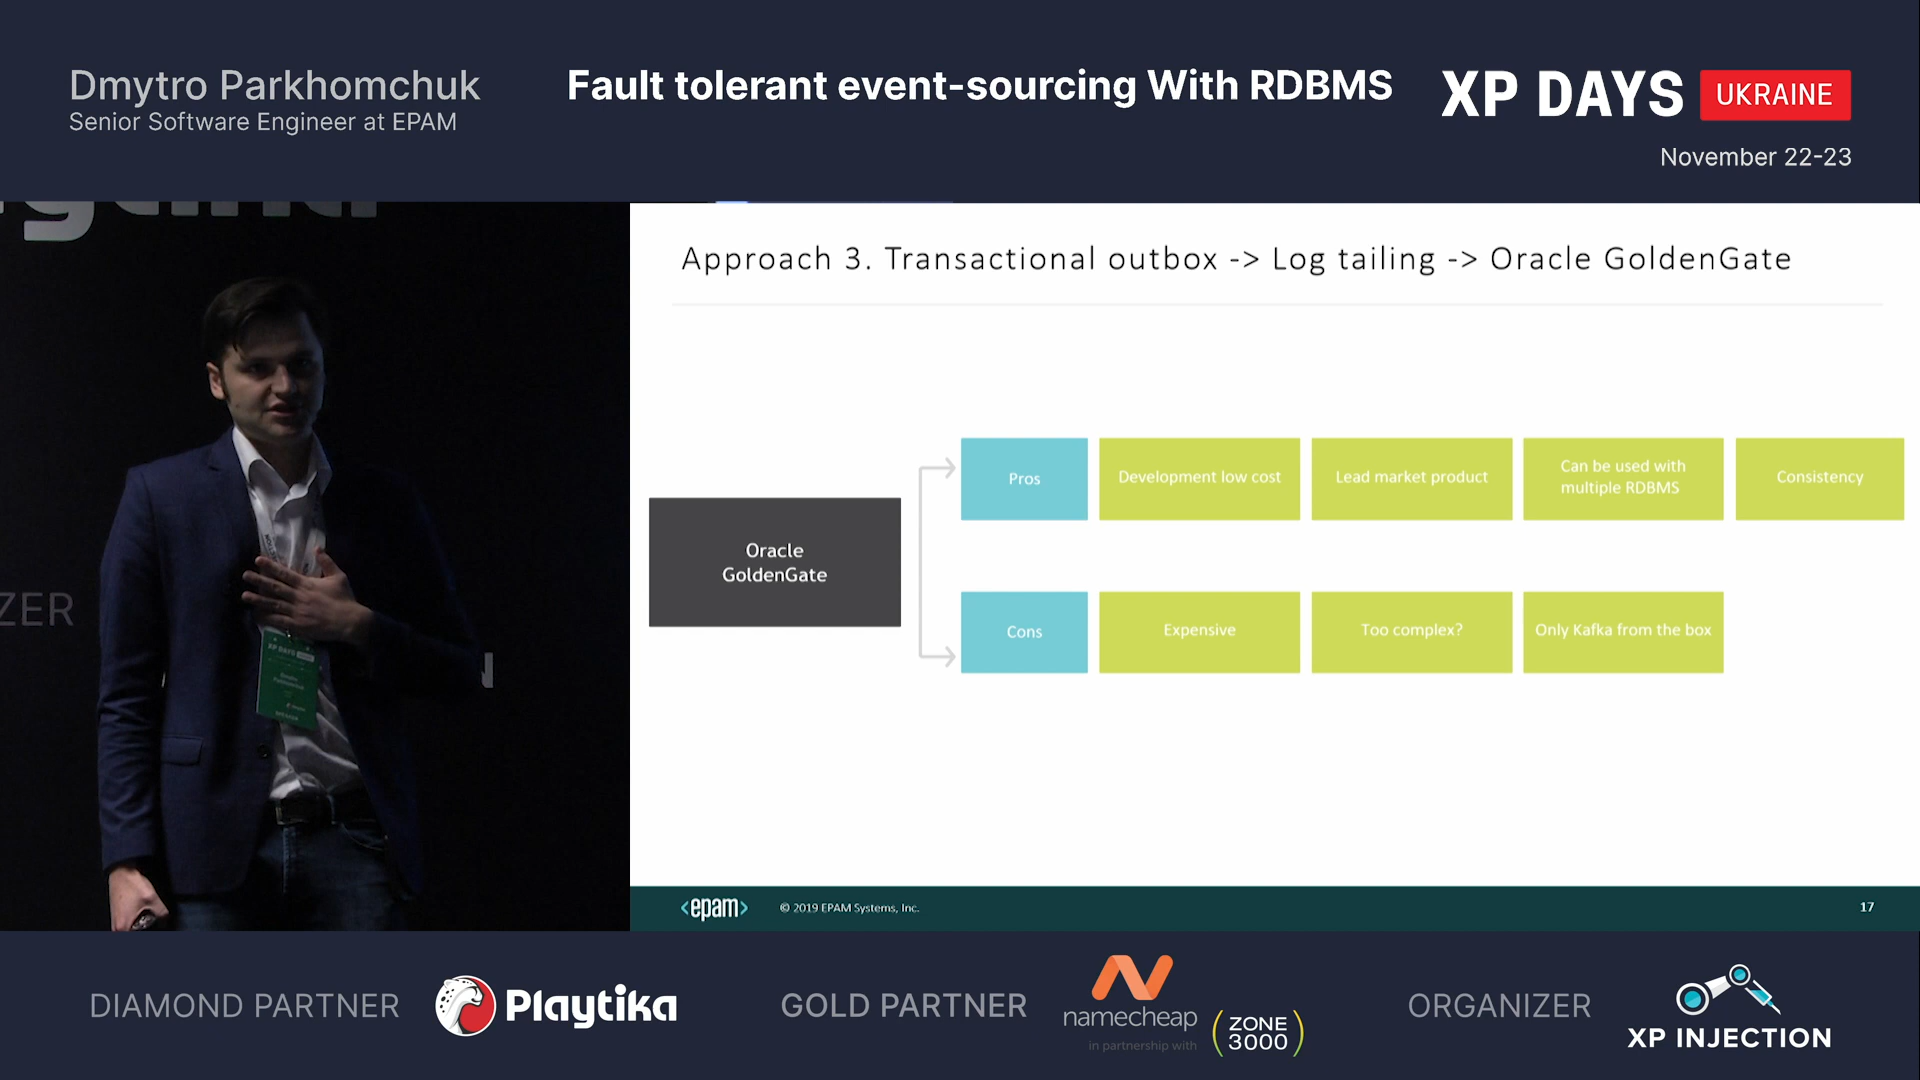 Dmytro Parkhomchuk
Senior Software Engineer at EPAM
Fault tolerant event-sourcing With RDBMS
XP DAYS UKRAINE
November 22-23
ZER
XP DAYS
Approach 3. Transactional outbox -> Log tailing -> Oracle GoldenGate
Oracle
GoldenGate
Pros
Development low cost
Lead market product
Can be used with
multiple RDBMS
Consistency
Cons
Expensive
Too complex?
Only Kafka from the box
<epam>
© 2019 EPAM Systems, Inc.
17
DIAMOND PARTNER
Playtika
GOLD PARTNER
namecheap
in partnership with
ZONE
3000
ORGANIZER
XP INJECTION